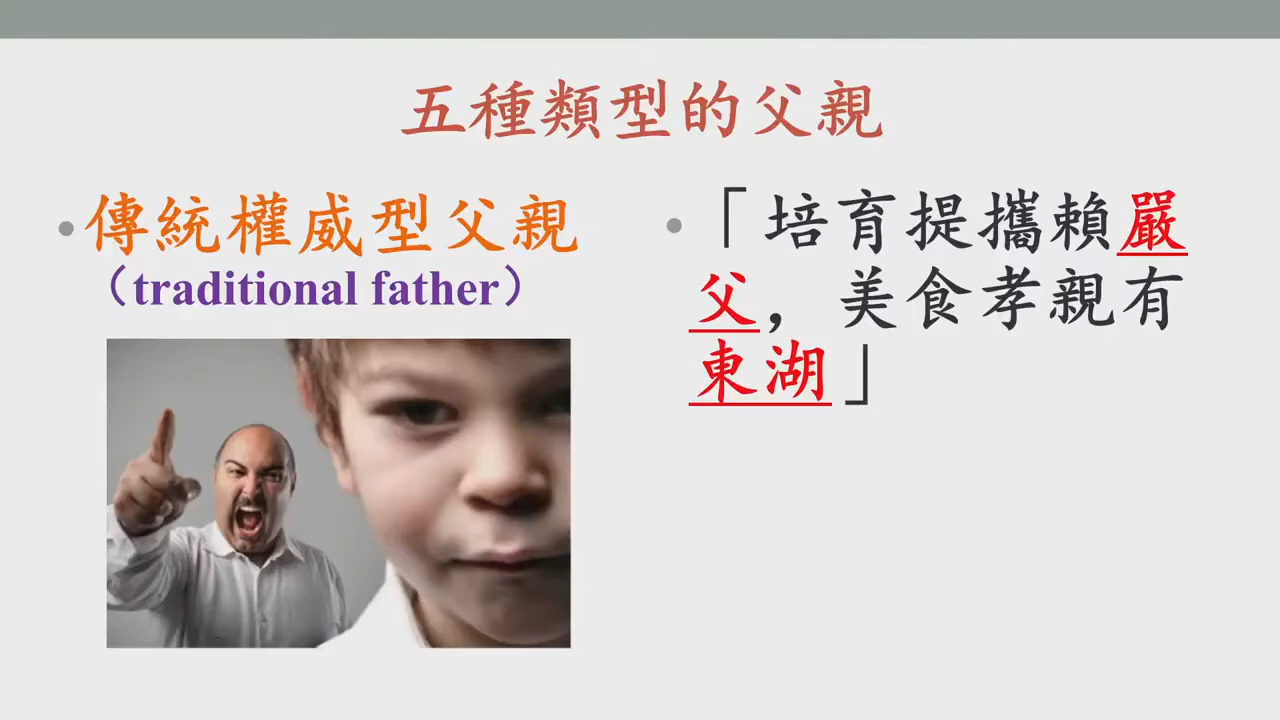 五種類型的父親
• 傳統權威型父親
（traditional father）
• 「培育提攜賴嚴
父，美食孝親有
東湖」